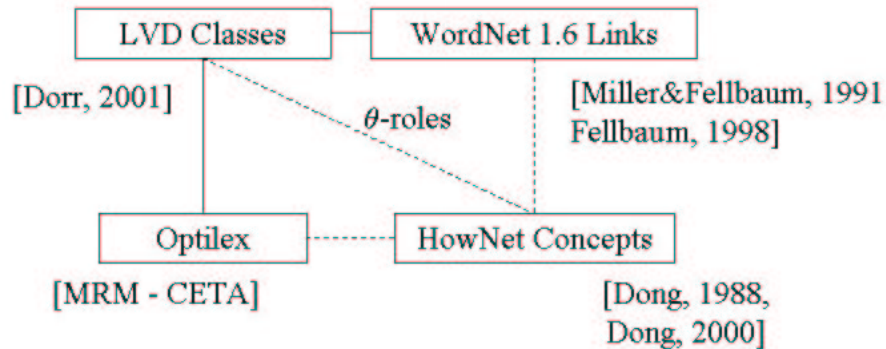 LVD Classes
WordNet 1.6 Links
[Dorr, 2001]
[Miller&Fellbaum, 1991
Fellbaum, 1998]
θ-roles
Optilex
HowNet Concepts
[MRM - CETA]
[Dong, 1988,
Dong, 2000]